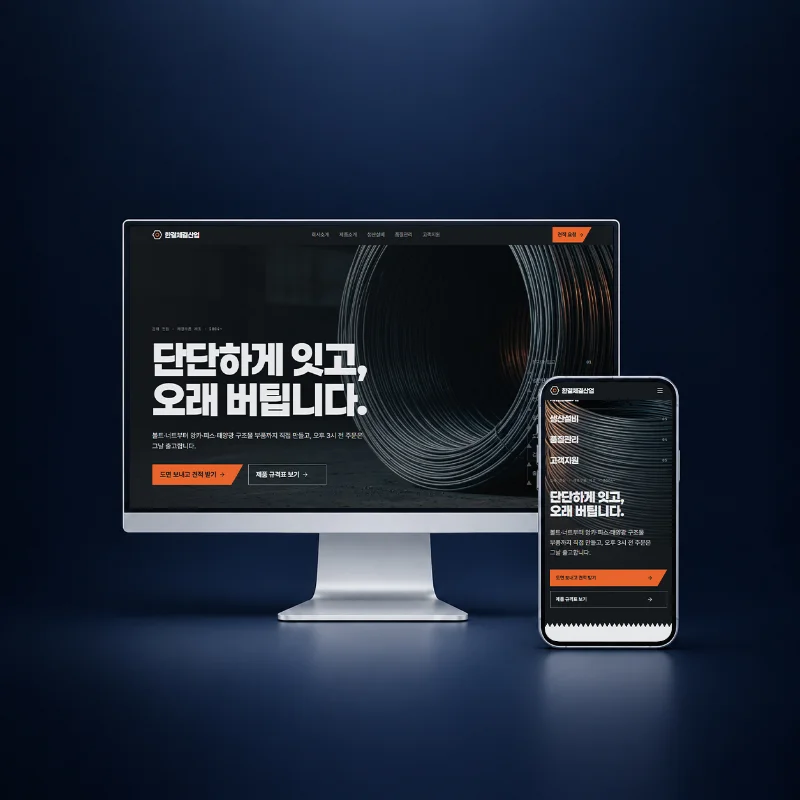 한결체결산업
회사소개 제품소개 생산설비 품질관리 고객지원
견적 요청 →
단단하게 잇고,
오래 버팁니다.
볼트·너트부터 앙카·피스·태양광 구조물 부품까지 직접 만들고, 오후 3시 전 주문은
그날 출고합니다.
도면 보내고 견적 받기 →
제품 규격표 보기 →
한결체결산업
생산설비
품질관리
고객지원
단단하게 잇고,
오래 버팁니다.
볼트·너트부터 앙카·피스·태양광 구조물
부품까지 직접 만들고, 오후 3시 전 주문은
그날 출고합니다.
도면 보내고 견적 받기 →
제품 규격표 보기 →